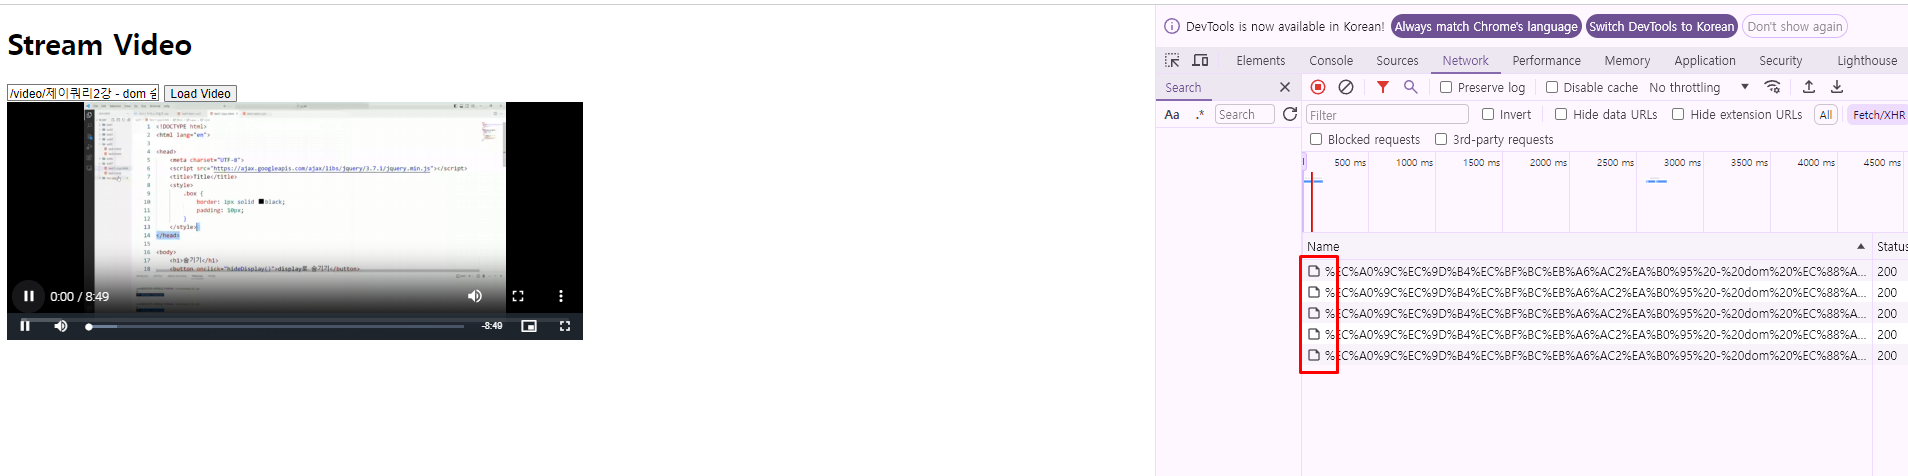 DevTools is now available in Korean! Always match Chrome's language Switch DevTools to Korean Don't show again
Stream Video
/video/제이쿼리2강 - dom 숨 Load Video
Elements Console Sources Network Performance Memory Application Security Lighthouse
Search
Preserve log Disable cache No throttling
Aa .* Search
Filter Invert Hide data URLs Hide extension URLs All Fetch/XHR
Blocked requests 3rd-party requests
500 ms 1000 ms 1500 ms 2000 ms 2500 ms 3000 ms 3500 ms 4000 ms 4500 ms
Name Status
%EC%A0%9C%EC%9D%B4%EC%BF%BC%EB%A6%AC2%EA%B0%95%20-%20dom%20%EC%88%A... 200
%EC%A0%9C%EC%9D%B4%EC%BF%BC%EB%A6%AC2%EA%B0%95%20-%20dom%20%EC%88%A... 200
%EC%A0%9C%EC%9D%B4%EC%BF%BC%EB%A6%AC2%EA%B0%95%20-%20dom%20%EC%88%A... 200
%EC%A0%9C%EC%9D%B4%EC%BF%BC%EB%A6%AC2%EA%B0%95%20-%20dom%20%EC%88%A... 200
%EC%A0%9C%EC%9D%B4%EC%BF%BC%EB%A6%AC2%EA%B0%95%20-%20dom%20%EC%88%A... 200
1 <!DOCTYPE html>
2 <html lang="en">
3
4 <head>
5 <meta charset="UTF-8">
6 <script src="https://ajax.googleapis.com/ajax/libs/jquery/3.7.1/jquery.min.js"></script>
7 <title>Title</title>
8 <style>
9 .box {
10 border: 1px solid black;
11 padding: 10px;
12 }
13 </style>
14 </head>
15
16 <body>
17 <h1>숨기기</h1>
18 <button onclick="hideDisplay()">display로 숨기기</button>
0:00 / 8:49
-8:49